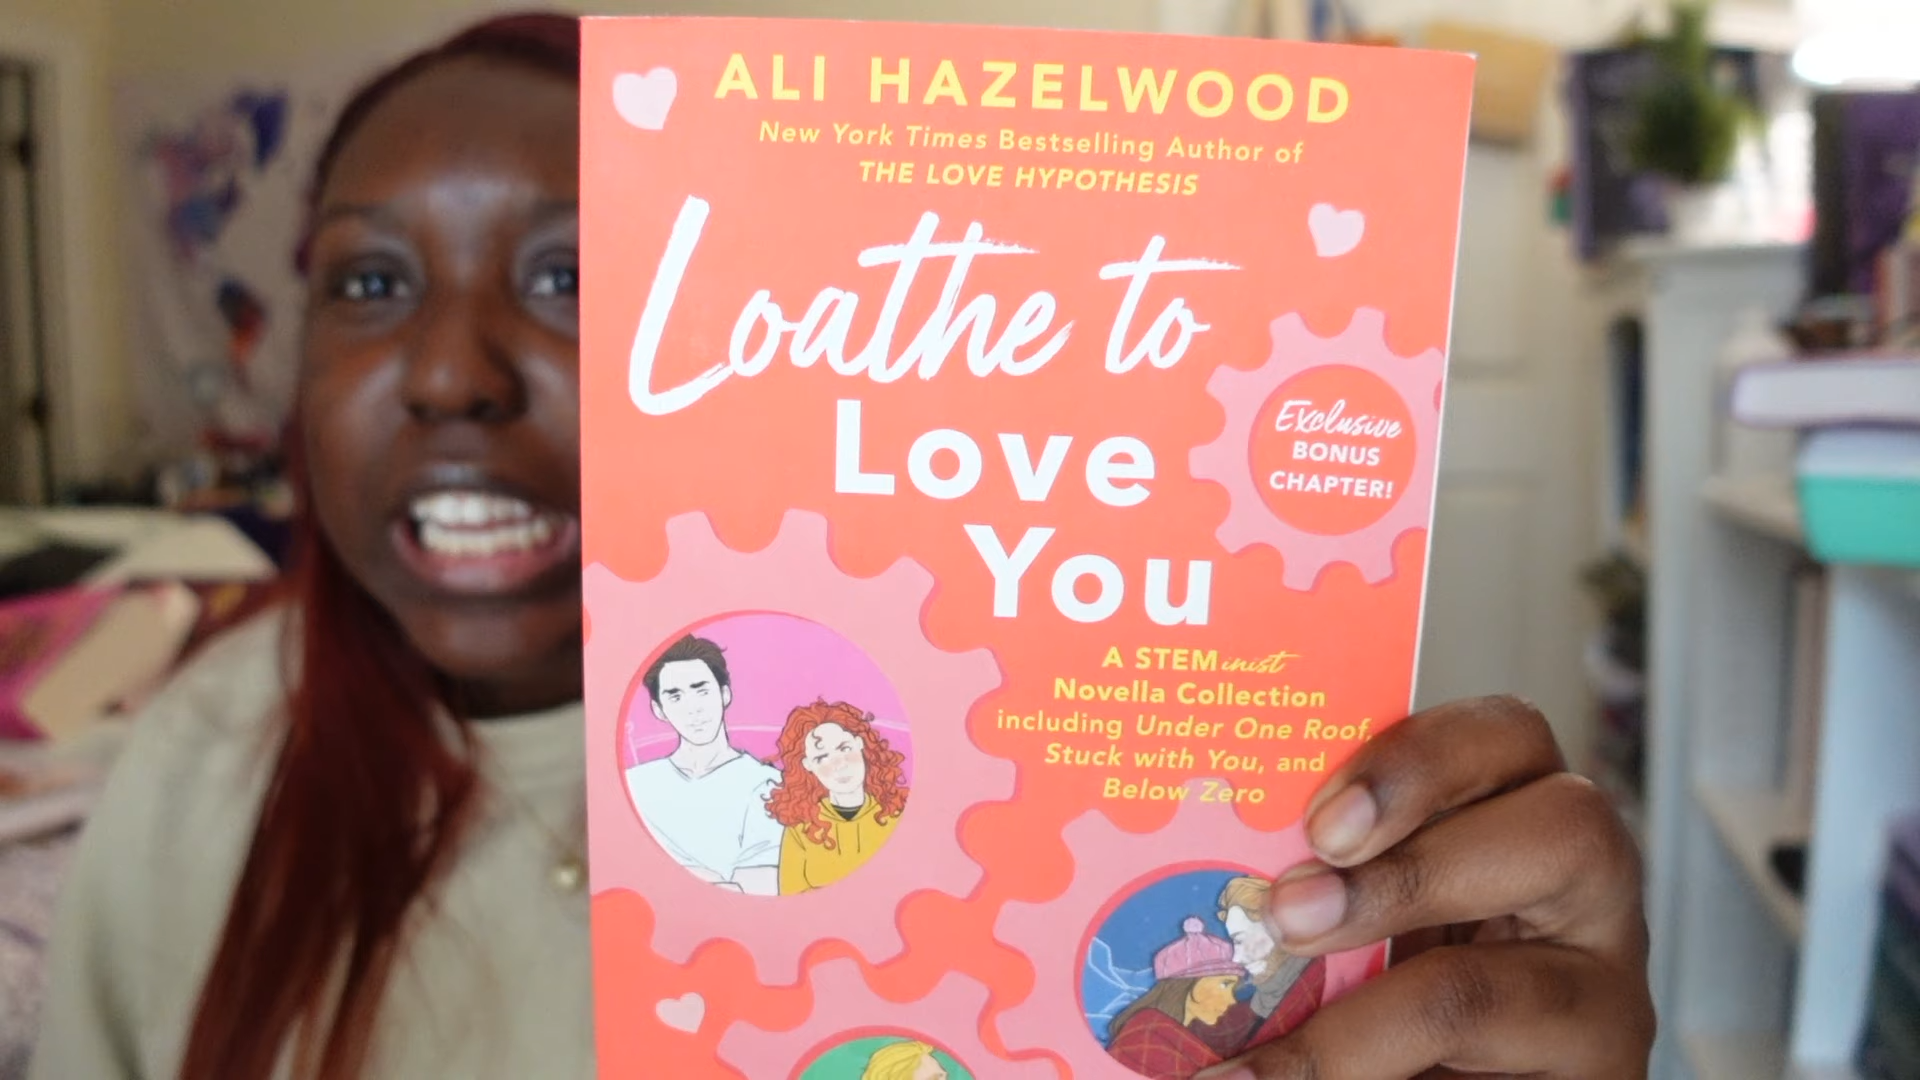 ALI HAZELWOOD
New York Times Bestselling Author of
THE LOVE HYPOTHESIS
Loathe to
Love
You
Exclusive
BONUS
CHAPTER!
A STEMinist
Novella Collection
including Under One Roof,
Stuck with You, and
Below Zero